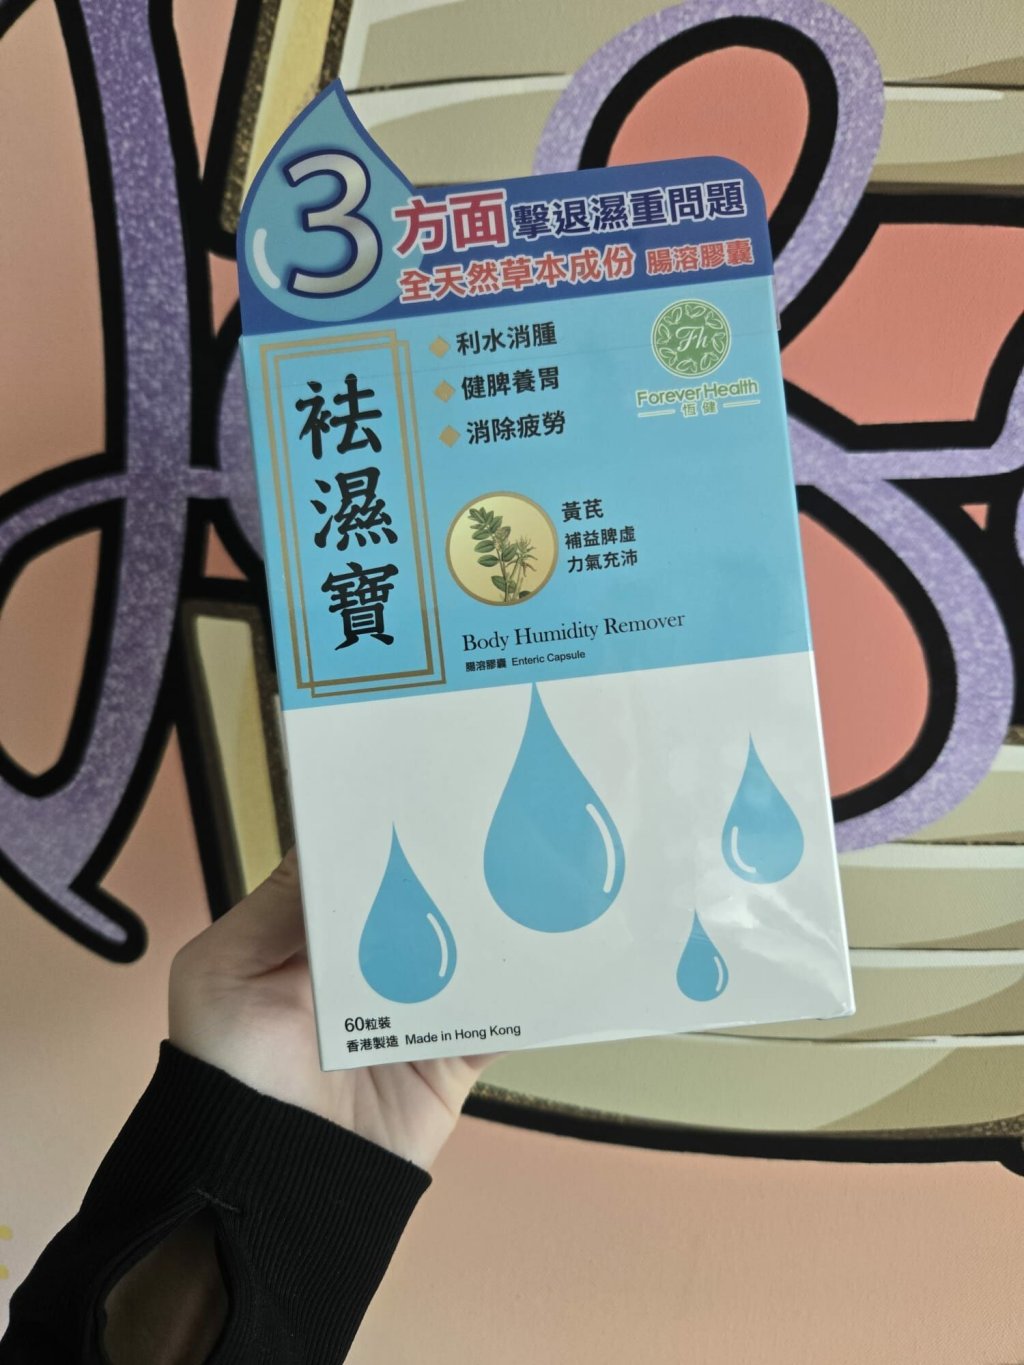 3
方面 擊退濕重問題
全天然草本成份 腸溶膠囊
祛濕寶
利水消腫
健脾養胃
消除疲勞
Fh
ForeverHealth
恆健
黃芪
補益脾虛
力氣充沛
Body Humidity Remover
腸溶膠囊 Enteric Capsule
60粒裝
香港製造 Made in Hong Kong